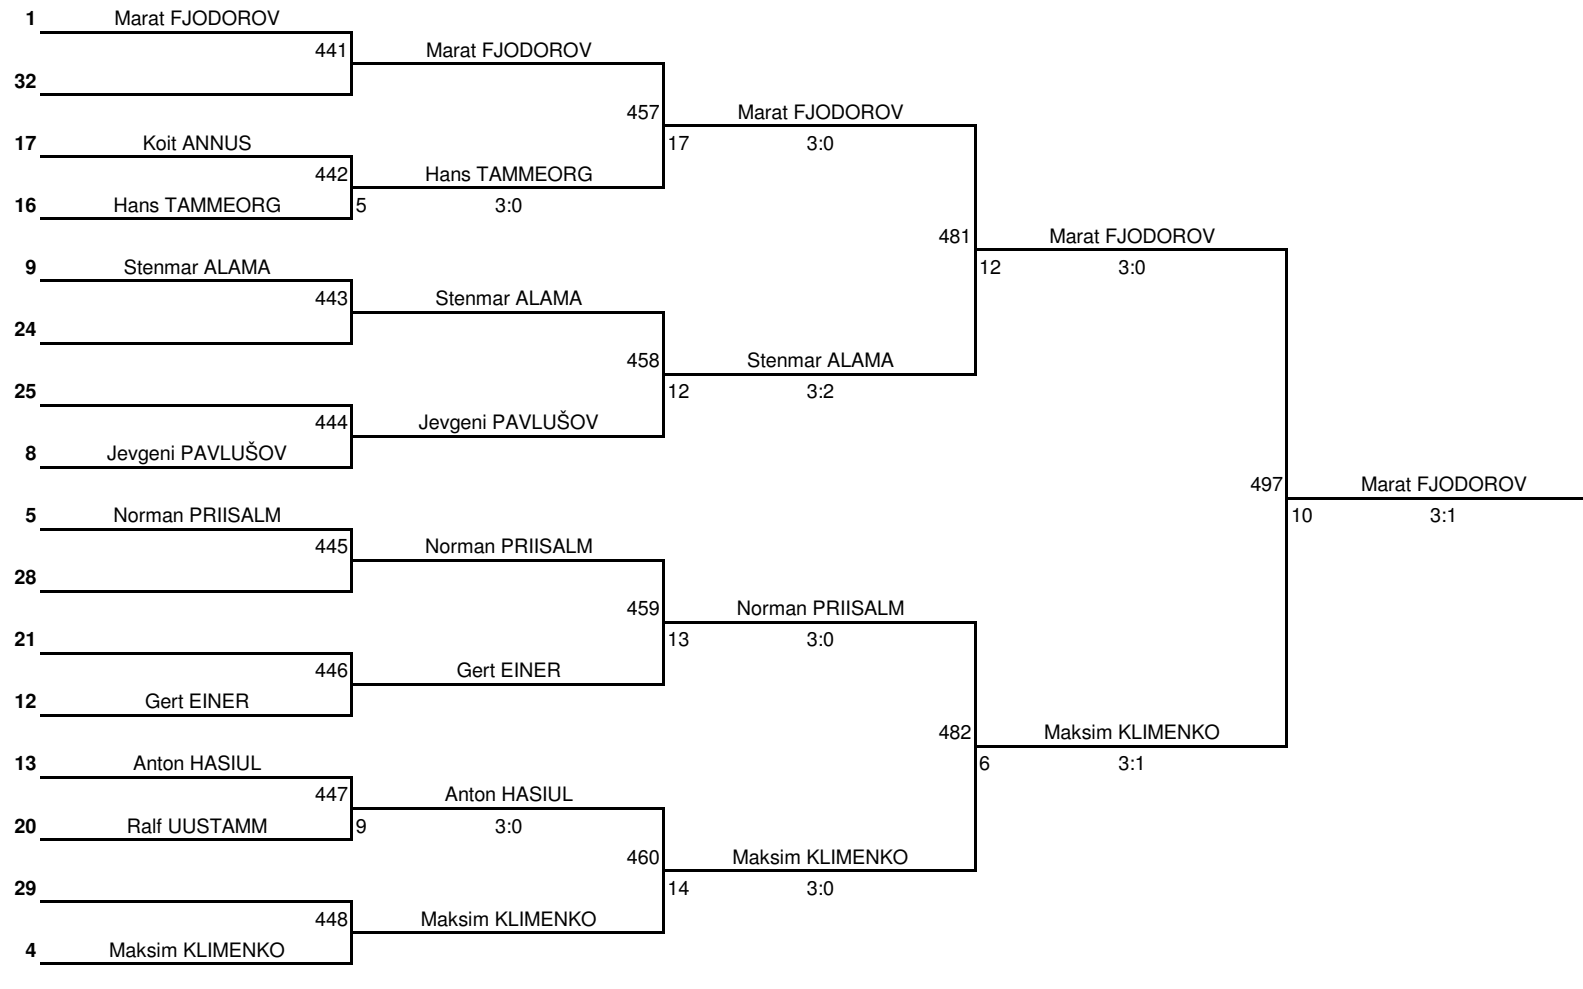 1 Marat FJODOROV
441 Marat FJODOROV
32
457 Marat FJODOROV
17 Koit ANNUS 17 3:0
442 Hans TAMMEORG
16 Hans TAMMEORG 5 3:0
481 Marat FJODOROV
9 Stenmar ALAMA 12 3:0
443 Stenmar ALAMA
24
458 Stenmar ALAMA
25 12 3:2
444 Jevgeni PAVLUŠOV
8 Jevgeni PAVLUŠOV
497 Marat FJODOROV
5 Norman PRIISALM 10 3:1
445 Norman PRIISALM
28
459 Norman PRIISALM
21 13 3:0
446 Gert EINER
12 Gert EINER
482 Maksim KLIMENKO
13 Anton HASIUL 6 3:1
447 Anton HASIUL
20 Ralf UUSTAMM 9 3:0
460 Maksim KLIMENKO
29 14 3:0
448 Maksim KLIMENKO
4 Maksim KLIMENKO